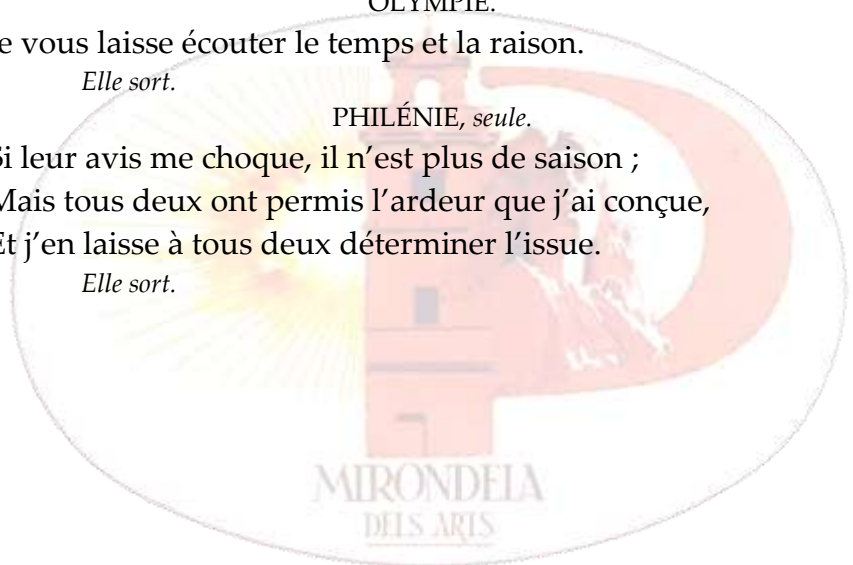 OLYMPIE.
e vous laisse écouter le temps et la raison.
Elle sort.
PHILÉNIE, seule.
Si leur avis me choque, il n’est plus de saison ;
Mais tous deux ont permis l’ardeur que j’ai conçue,
Et j’en laisse à tous deux déterminer l’issue.
Elle sort.
MIRONDELA
DELS ARTS